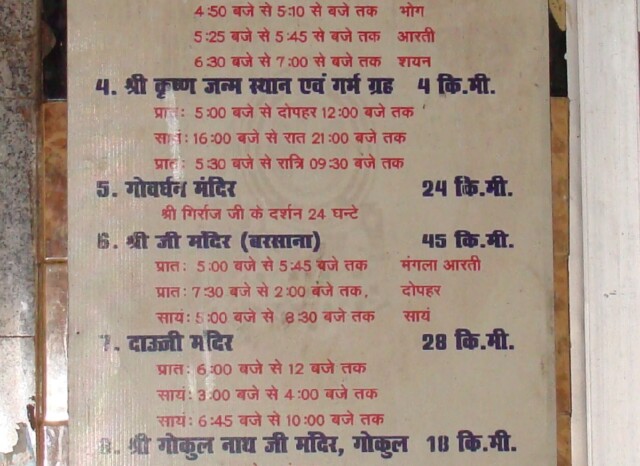 4:50 बजे से 5:10 से बजे तक भोग
5:25 बजे से 5:45 से बजे तक आरती
6:30 बजे से 7:00 से बजे तक शयन
4. श्री कृष्ण जन्म स्थान एवं गर्भ ग्रह 4 कि.मी.
प्रातः 5:00 बजे से दोपहर 12:00 बजे तक
सायः 16:00 बजे से रात 21:00 बजे तक
प्रातः 5:30 बजे से रात्रि 09:30 बजे तक
5. गोवर्धन मंदिर 24 कि.मी.
श्री गिर्राज जी के दर्शन 24 घन्टे
6. श्री जी मंदिर (बरसाना) 45 कि.मी.
प्रातः 5:00 बजे से 5:45 बजे तक मंगला आरती
प्रातः 7:30 बजे से 2:00 बजे तक, दोपहर
सायंः 5:00 बजे से 8:30 बजे तक सायं
7. दाउजी मंदिर 28 कि.मी.
प्रातः 6:00 बजे से 12 बजे तक
सायंः 3:00 बजे से 4:00 बजे तक
सायंः 6:45 बजे से 10:00 बजे तक
8. श्री गोकुल नाथ जी मंदिर, गोकुल 18 कि.मी.